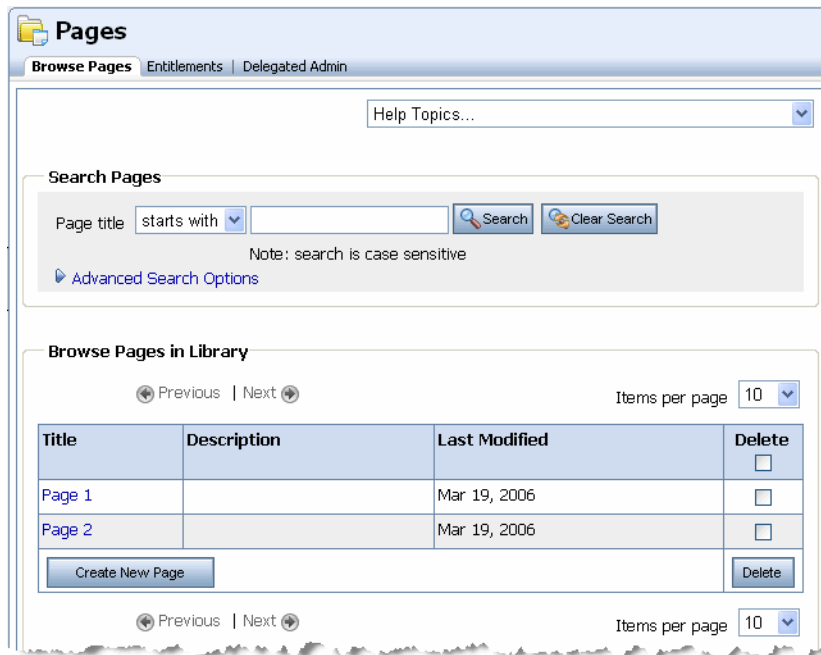 Pages
Browse Pages Entitlements | Delegated Admin
Help Topics...
Search Pages
Page title starts with Search Clear Search
Note: search is case sensitive
Advanced Search Options
Browse Pages in Library
Previous | Next Items per page 10
Title Description Last Modified Delete
Page 1 Mar 19, 2006
Page 2 Mar 19, 2006
Create New Page Delete
Previous | Next Items per page 10